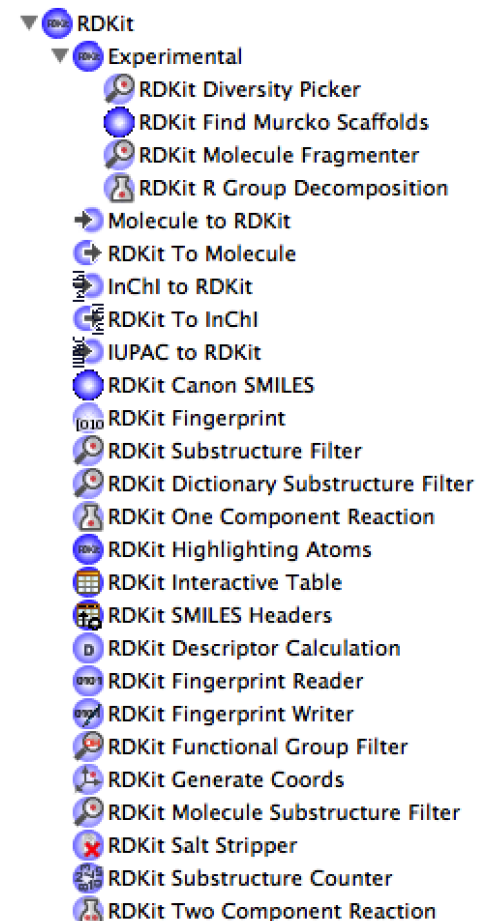 RDKit
Experimental
RDKit Diversity Picker
RDKit Find Murcko Scaffolds
RDKit Molecule Fragmenter
RDKit R Group Decomposition
Molecule to RDKit
RDKit To Molecule
InChI to RDKit
RDKit To InChI
IUPAC to RDKit
RDKit Canon SMILES
RDKit Fingerprint
RDKit Substructure Filter
RDKit Dictionary Substructure Filter
RDKit One Component Reaction
RDKit Highlighting Atoms
RDKit Interactive Table
RDKit SMILES Headers
RDKit Descriptor Calculation
RDKit Fingerprint Reader
RDKit Fingerprint Writer
RDKit Functional Group Filter
RDKit Generate Coords
RDKit Molecule Substructure Filter
RDKit Salt Stripper
RDKit Substructure Counter
RDKit Two Component Reaction